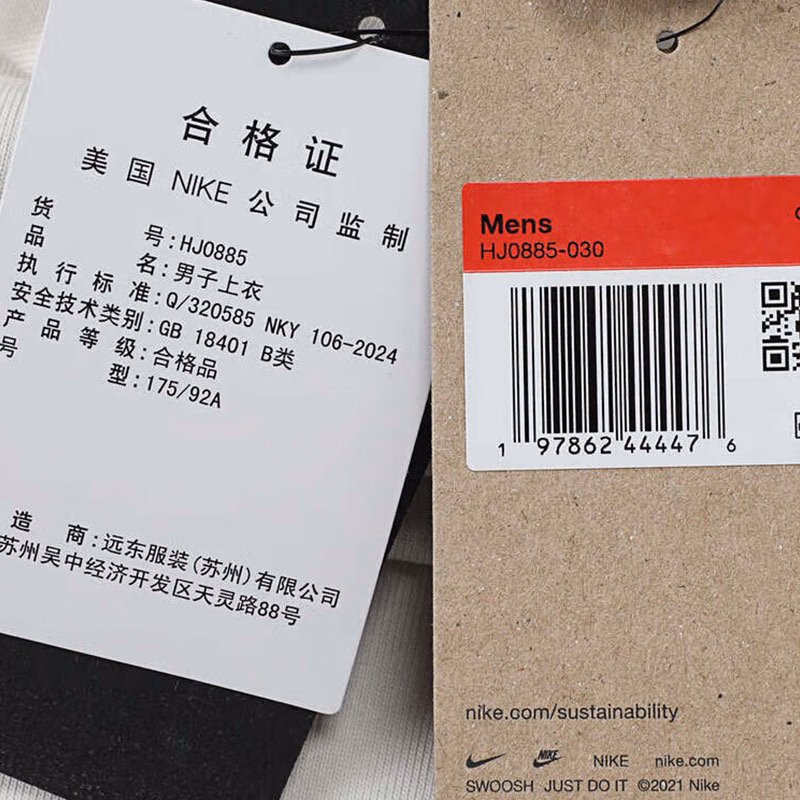 合格证
美国 NIKE 公司监制
货 号:HJ0885
品 名:男子上衣
执行标准:Q/320585 NKY 106-2024
安全技术类别:GB 18401 B类
产品等级:合格品
号 型:175/92A
造 商:远东服装(苏州)有限公司
苏州吴中经济开发区天灵路88号
Mens
HJ0885-030
1 97862 44447 6
nike.com/sustainability
NIKE NIKE nike.com
SWOOSH JUST DO IT ©2021 Nike